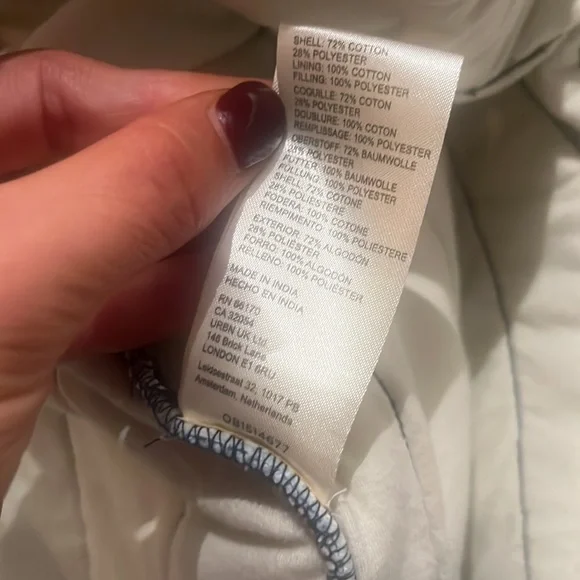 SHELL: 72% COTTON
28% POLYESTER
LINING: 100% COTTON
FILLING: 100% POLYESTER
COQUILLE: 72% COTON
28% POLYESTER
DOUBLURE: 100% COTON
REMPLISSAGE: 100% POLYESTER
OBERSTOFF: 72% BAUMWOLLE
28% POLYESTER
FUTTER: 100% BAUMWOLLE
FÜLLUNG: 100% POLYESTER
SHELL: 72% COTONE
28% POLIESTERE
FODERA: 100% COTONE
RIEMPIMENTO: 100% POLIESTERE
EXTERIOR: 72% ALGODÓN
28% POLIÉSTER
FORRO: 100% ALGODÓN
RELLENO: 100% POLIÉSTER
MADE IN INDIA
HECHO EN INDIA
RN 66170
CA 32054
URBN UK Ltd.
146 Brick Lane
LONDON E1 6RU
Leidsestraat 32, 1017 PB
Amsterdam, Netherlands
OB1514677